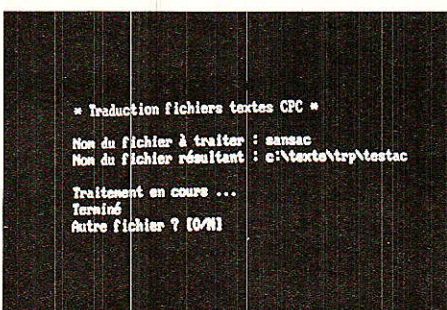 * Traduction fichiers textes CPC *
Nom du fichier à traiter : sansac
Nom du fichier résultant : c:\texte\trp\testac
Traitement en cours ...
Terminé
Autre fichier ? [O/N]